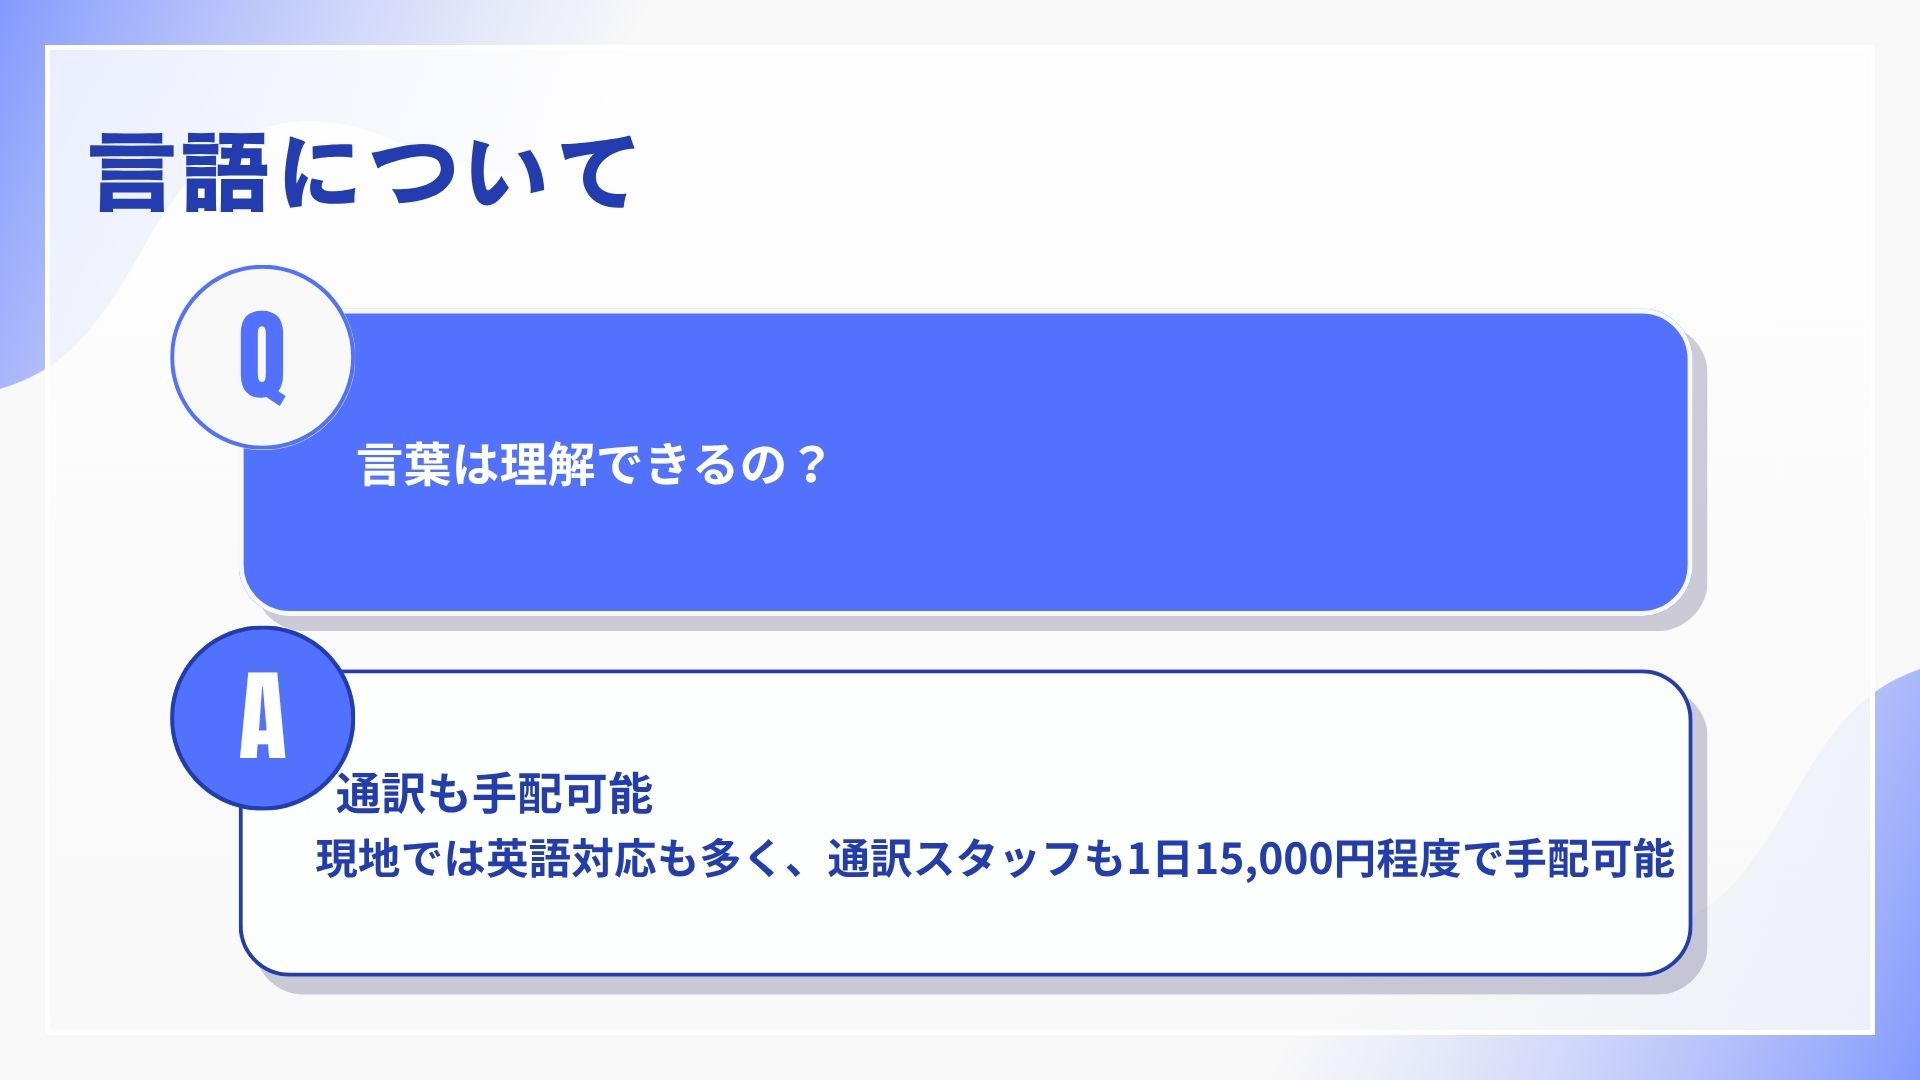 言語について
Q
言葉は理解できるの？
A
通訳も手配可能
現地では英語対応も多く、通訳スタッフも1日15,000円程度で手配可能